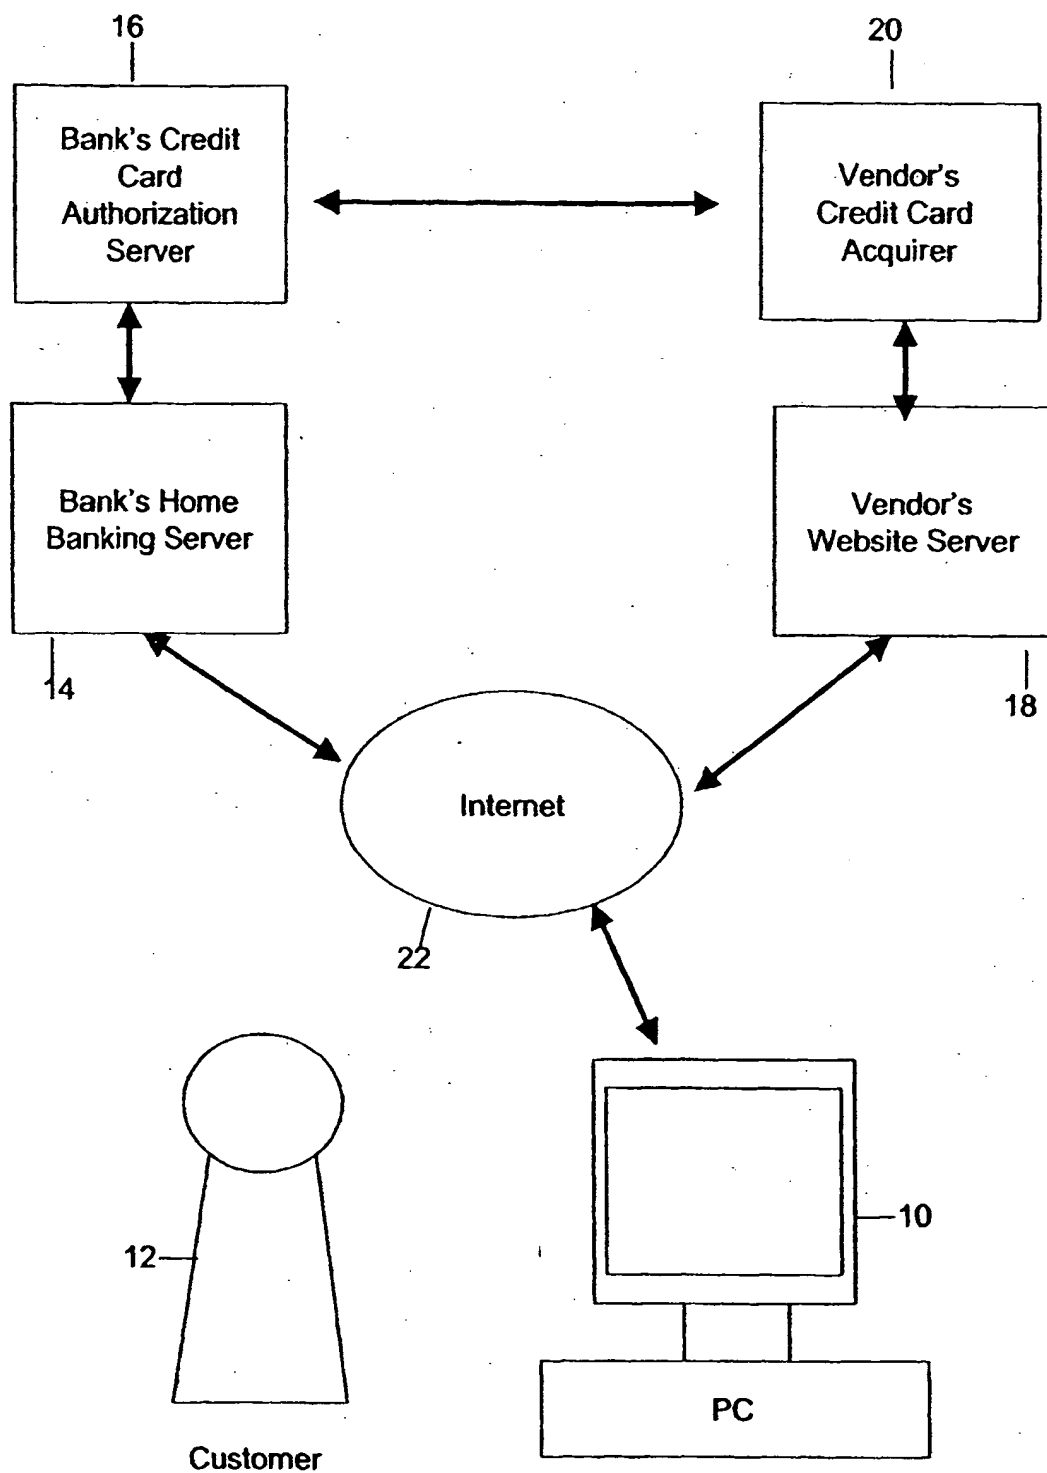 16
20
Bank's Credit
Card
Authorization
Server
Vendor's
Credit Card
Acquirer
Bank's Home
Banking Server
Vendor's
Website Server
14
18
Internet
22
12
10
PC
Customer